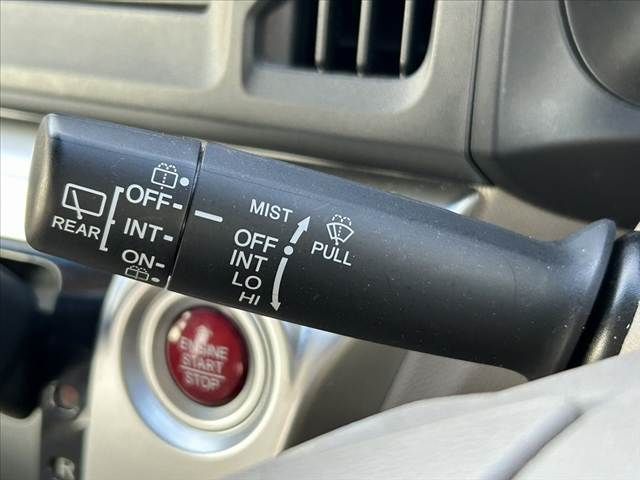 REAR
OFF
INT
ON
MIST
OFF
INT
LO
HI
PULL
ENGINE
START
STOP
R